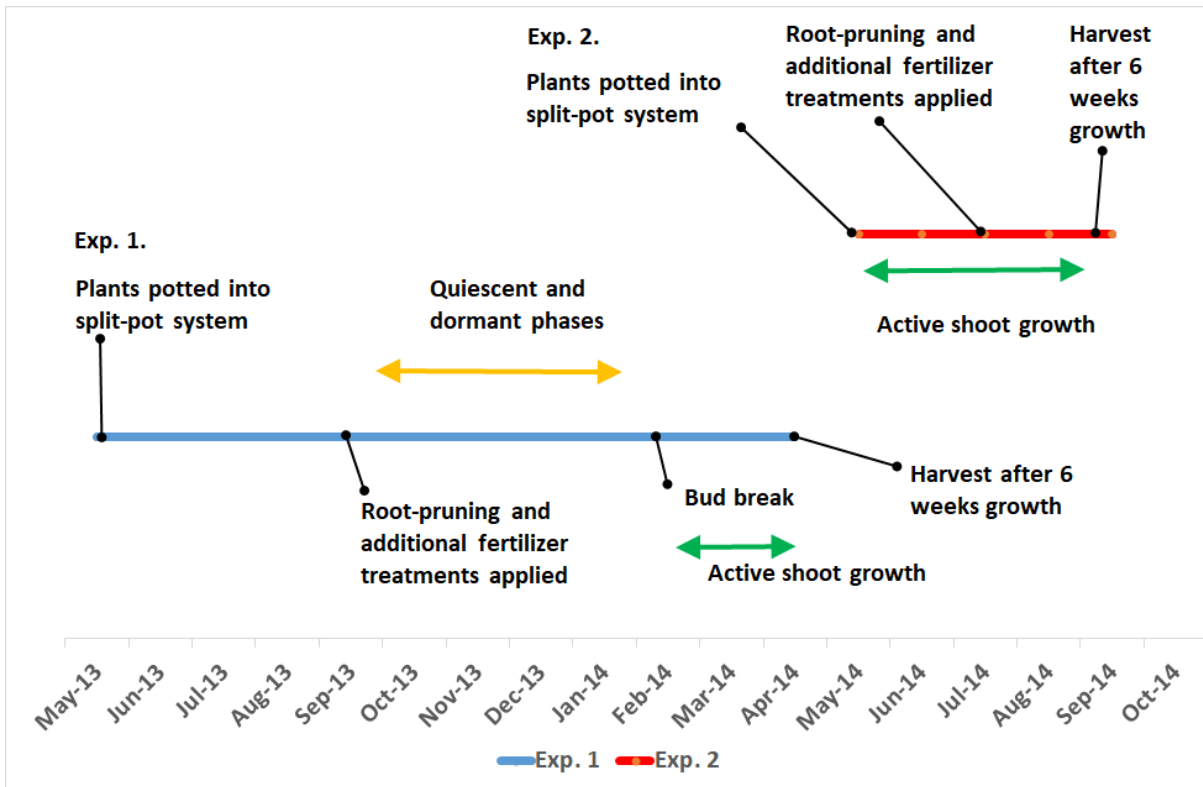 Exp. 2.
Plants potted into
split-pot system
Root-pruning and
additional fertilizer
treatments applied
Harvest
after 6
weeks
growth
Active shoot growth
Exp. 1.
Plants potted into
split-pot system
Quiescent and
dormant phases
Root-pruning and
additional fertilizer
treatments applied
Bud break
Active shoot growth
Harvest after 6
weeks growth
May-13
Jun-13
Jul-13
Aug-13
Sep-13
Oct-13
Nov-13
Dec-13
Jan-14
Feb-14
Mar-14
Apr-14
May-14
Jun-14
Jul-14
Aug-14
Sep-14
Oct-14
Exp. 1
Exp. 2